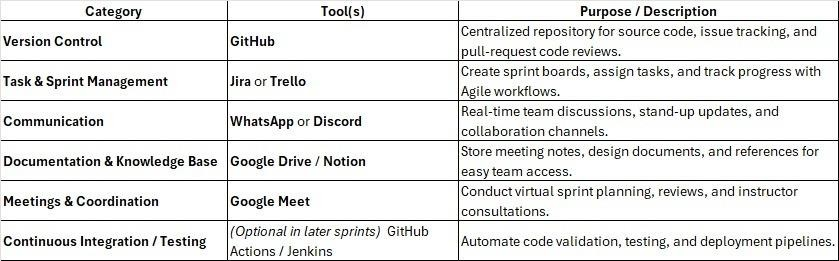 Category Tool(s) Purpose / Description
Version Control GitHub Centralized repository for source code, issue tracking, and
pull-request code reviews.
Task & Sprint Management Jira or Trello Create sprint boards, assign tasks, and track progress with
Agile workflows.
Communication WhatsApp or Discord Real-time team discussions, stand-up updates, and
collaboration channels.
Documentation & Knowledge Base Google Drive / Notion Store meeting notes, design documents, and references for
easy team access.
Meetings & Coordination Google Meet Conduct virtual sprint planning, reviews, and instructor
consultations.
Continuous Integration / Testing (Optional in later sprints) GitHub
Actions / Jenkins Automate code validation, testing, and deployment pipelines.